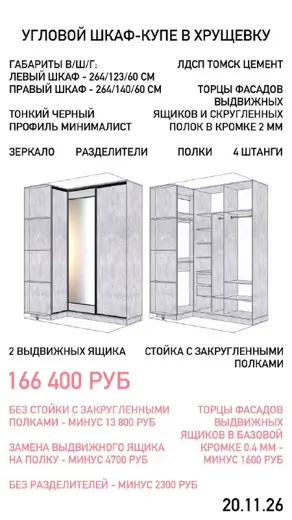 УГЛОВОЙ ШКАФ-КУПЕ В ХРУЩЕВКУ
ГАБАРИТЫ В/Ш/Г:
ЛЕВЫЙ ШКАФ - 264/123/60 СМ
ПРАВЫЙ ШКАФ - 264/140/60 СМ
ТОНКИЙ ЧЕРНЫЙ
ПРОФИЛЬ МИНИМАЛИСТ
ЛДСП ТОМСК ЦЕМЕНТ
ТОРЦЫ ФАСАДОВ
ВЫДВИЖНЫХ
ЯЩИКОВ И СКРУГЛЕННЫХ
ПОЛОК В КРОМКЕ 2 ММ
ЗЕРКАЛО РАЗДЕЛИТЕЛИ ПОЛКИ 4 ШТАНГИ
2 ВЫДВИЖНЫХ ЯЩИКА
СТОЙКА С ЗАКРУГЛЕННЫМИ
ПОЛКАМИ
166 400 РУБ
БЕЗ СТОЙКИ С ЗАКРУГЛЕННЫМИ
ПОЛКАМИ - МИНУС 13 800 РУБ
ЗАМЕНА ВЫДВИЖНОГО ЯЩИКА
НА ПОЛКУ - МИНУС 4700 РУБ
БЕЗ РАЗДЕЛИТЕЛЕЙ - МИНУС 2300 РУБ
ТОРЦЫ ФАСАДОВ
ВЫДВИЖНЫХ
ЯЩИКОВ В БАЗОВОЙ
КРОМКЕ 0,4 ММ -
МИНУС 1600 РУБ
20.11.26